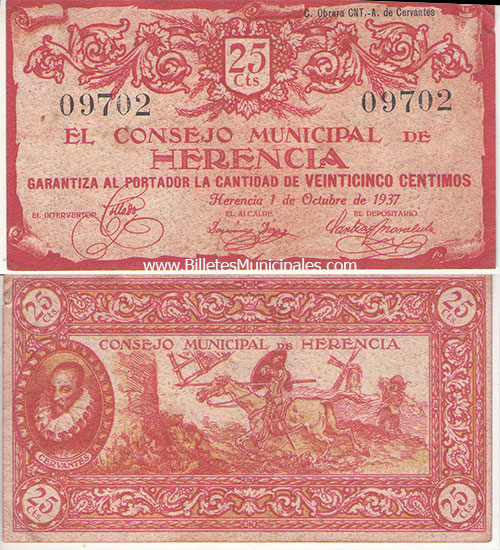 C. Obrera CNT.-A. de Cervantes
25
Cts.
09702 09702
EL CONSEJO MUNICIPAL DE
HERENCIA
GARANTIZA AL PORTADOR LA CANTIDAD DE VEINTICINCO CENTIMOS
Herencia 1 de Octubre de 1937
EL INTERVENTOR EL ALCALDE EL DEPOSITARIO
www.BilletesMunicipales.com
25 Cts. 25 Cts.
CONSEJO MUNICIPAL DE HERENCIA
CERVANTES
25 Cts. 25 Cts.